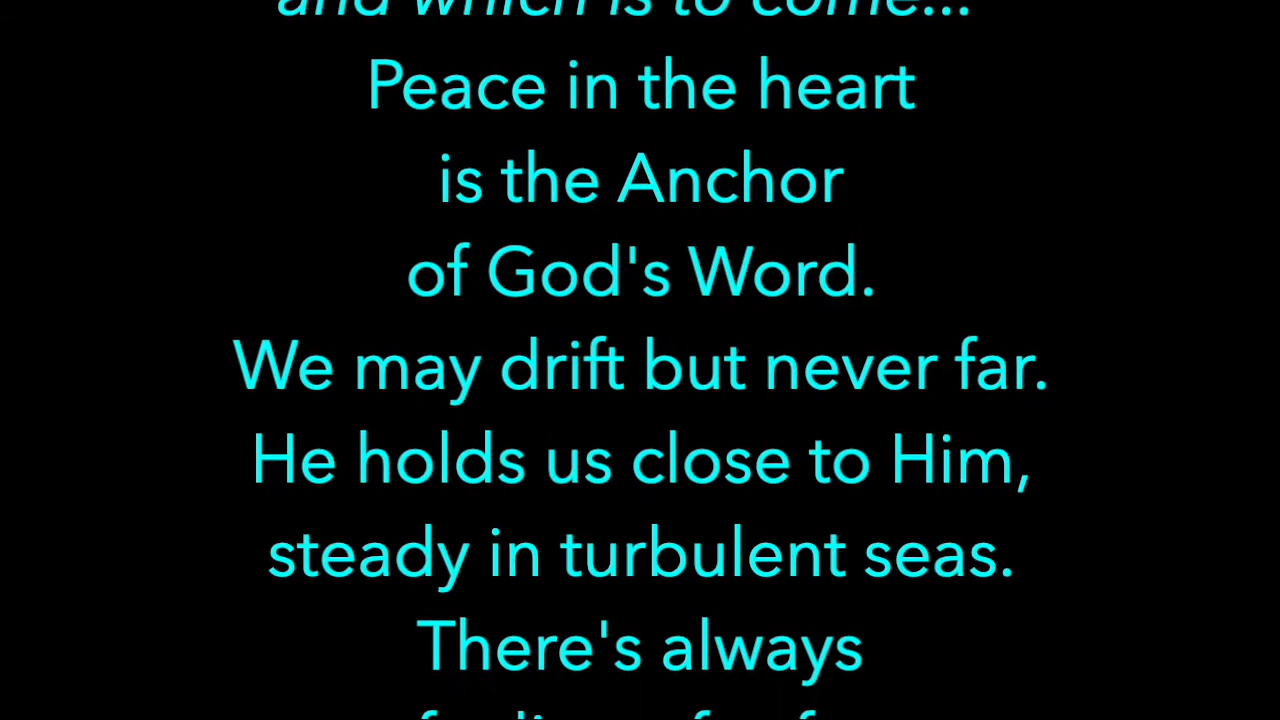 and which is to come...
Peace in the heart
is the Anchor
of God's Word.
We may drift but never far.
He holds us close to Him,
steady in turbulent seas.
There's always